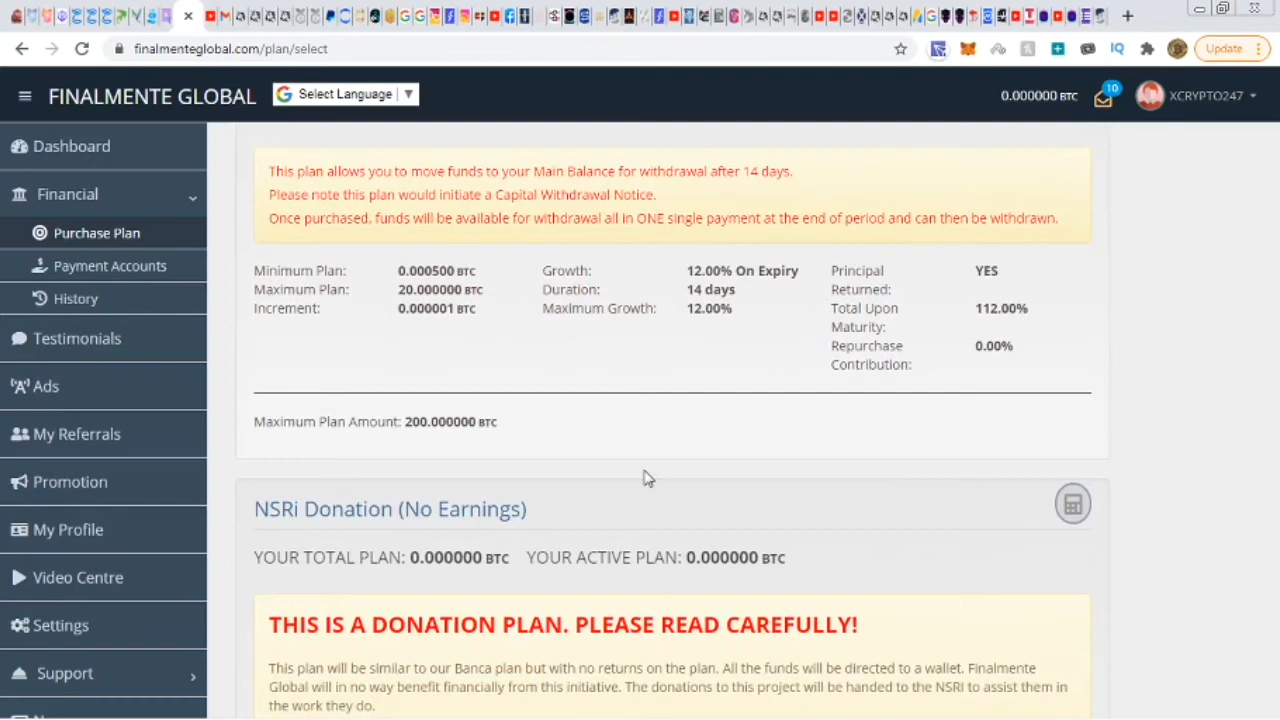 finalmenteglobal.com/plan/select
Update
FINALMENTE GLOBAL
Select Language
0.000000 BTC
10
XCRYPTO247
Dashboard
Financial
Purchase Plan
Payment Accounts
History
Testimonials
Ads
My Referrals
Promotion
My Profile
Video Centre
Settings
Support
This plan allows you to move funds to your Main Balance for withdrawal after 14 days.
Please note this plan would initiate a Capital Withdrawal Notice.
Once purchased, funds will be available for withdrawal all in ONE single payment at the end of period and can then be withdrawn.
Minimum Plan: 0.000500 BTC
Maximum Plan: 20.000000 BTC
Increment: 0.000001 BTC
Growth: 12.00% On Expiry
Duration: 14 days
Maximum Growth: 12.00%
Principal YES
Returned:
Total Upon 112.00%
Maturity:
Repurchase 0.00%
Contribution:
Maximum Plan Amount: 200.000000 BTC
NSRi Donation (No Earnings)
YOUR TOTAL PLAN: 0.000000 BTC YOUR ACTIVE PLAN: 0.000000 BTC
THIS IS A DONATION PLAN. PLEASE READ CAREFULLY!
This plan will be similar to our Banca plan but with no returns on the plan. All the funds will be directed to a wallet. Finalmente
Global will in no way benefit financially from this initiative. The donations to this project will be handed to the NSRI to assist them in
the work they do.